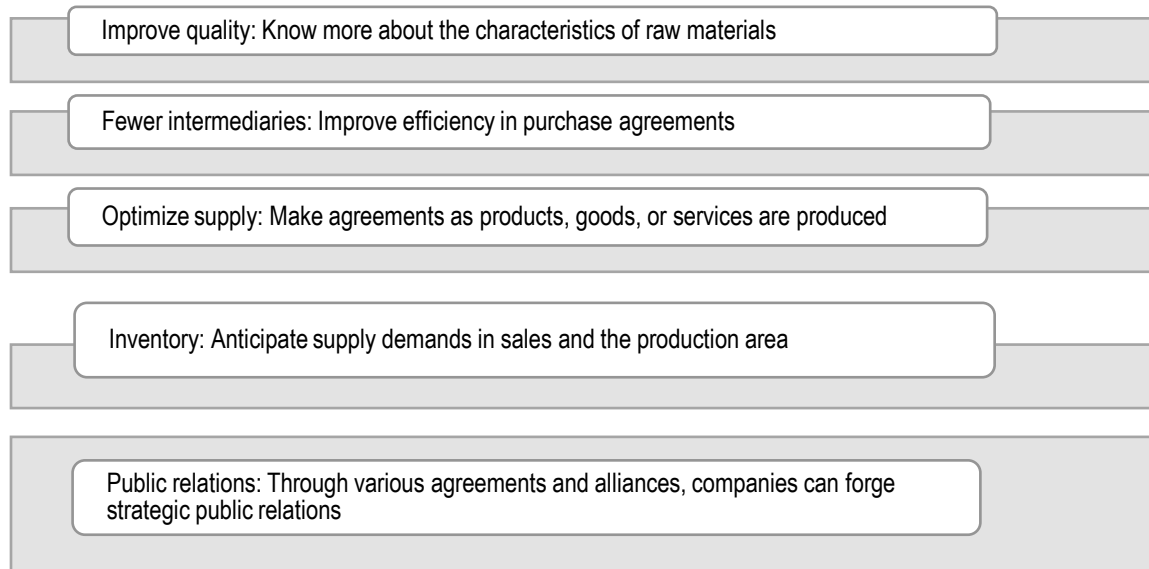 Improve quality: Know more about the characteristics of raw materials
Fewer intermediaries: Improve efficiency in purchase agreements
Optimize supply: Make agreements as products, goods, or services are produced
Inventory: Anticipate supply demands in sales and the production area
Public relations: Through various agreements and alliances, companies can forge
strategic public relations